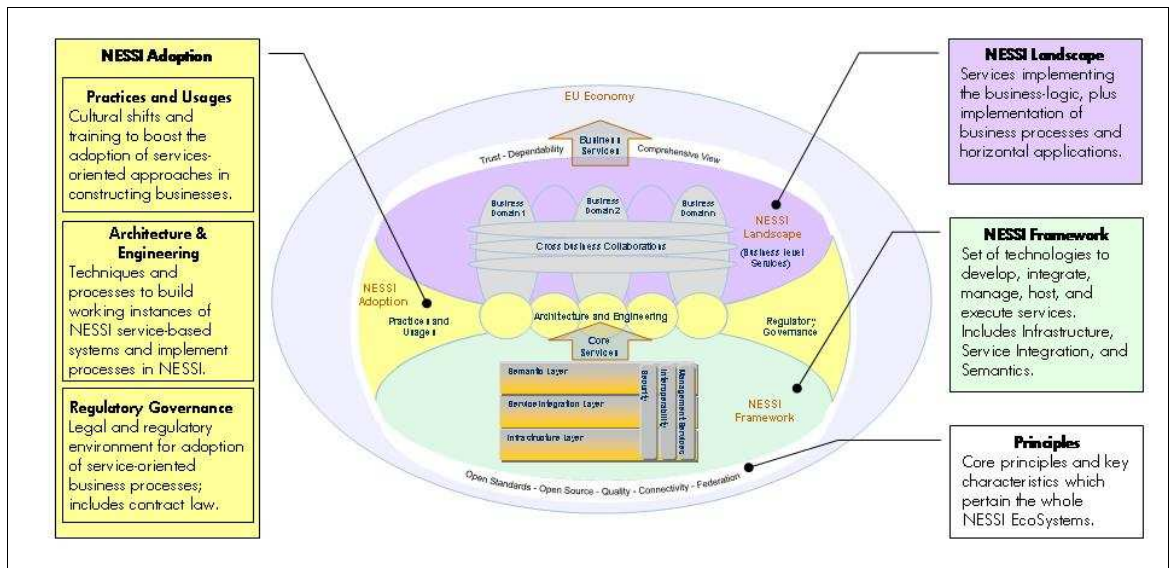 NESSI Adoption
Practices and Usages
Cultural shifts and
training to boost the
adoption of services-
oriented approaches in
constructing businesses.
Architecture &
Engineering
Techniques and
processes to build
working instances of
NESSI service-based
systems and implement
processes in NESSI.
Regulatory Governance
Legal and regulatory
environment for adoption
of service-oriented
business processes;
includes contract law.
EU Economy
Business
Services
Trust - Dependability
Comprehensive View
Business
Domain 1
Business
Domain 2
Business
Domain n
Cross business Collaborations
NESSI
Landscape
(Business level
Services)
NESSI
Adoption
Practices and
Usages
Architecture and Engineering
Regulatory
Governance
Core
Services
Semantic Layer
Service Integration Layer
Infrastructure Layer
Security
Interoperability
Management Services
NESSI
Framework
Open Standards - Open Source - Quality - Connectivity - Federation
NESSI Landscape
Services implementing
the business-logic, plus
implementation of
business processes and
horizontal applications.
NESSI Framework
Set of technologies to
develop, integrate,
manage, host, and
execute services.
Includes Infrastructure,
Service Integration, and
Semantics.
Principles
Core principles and key
characteristics which
pertain the whole
NESSI EcoSystems.